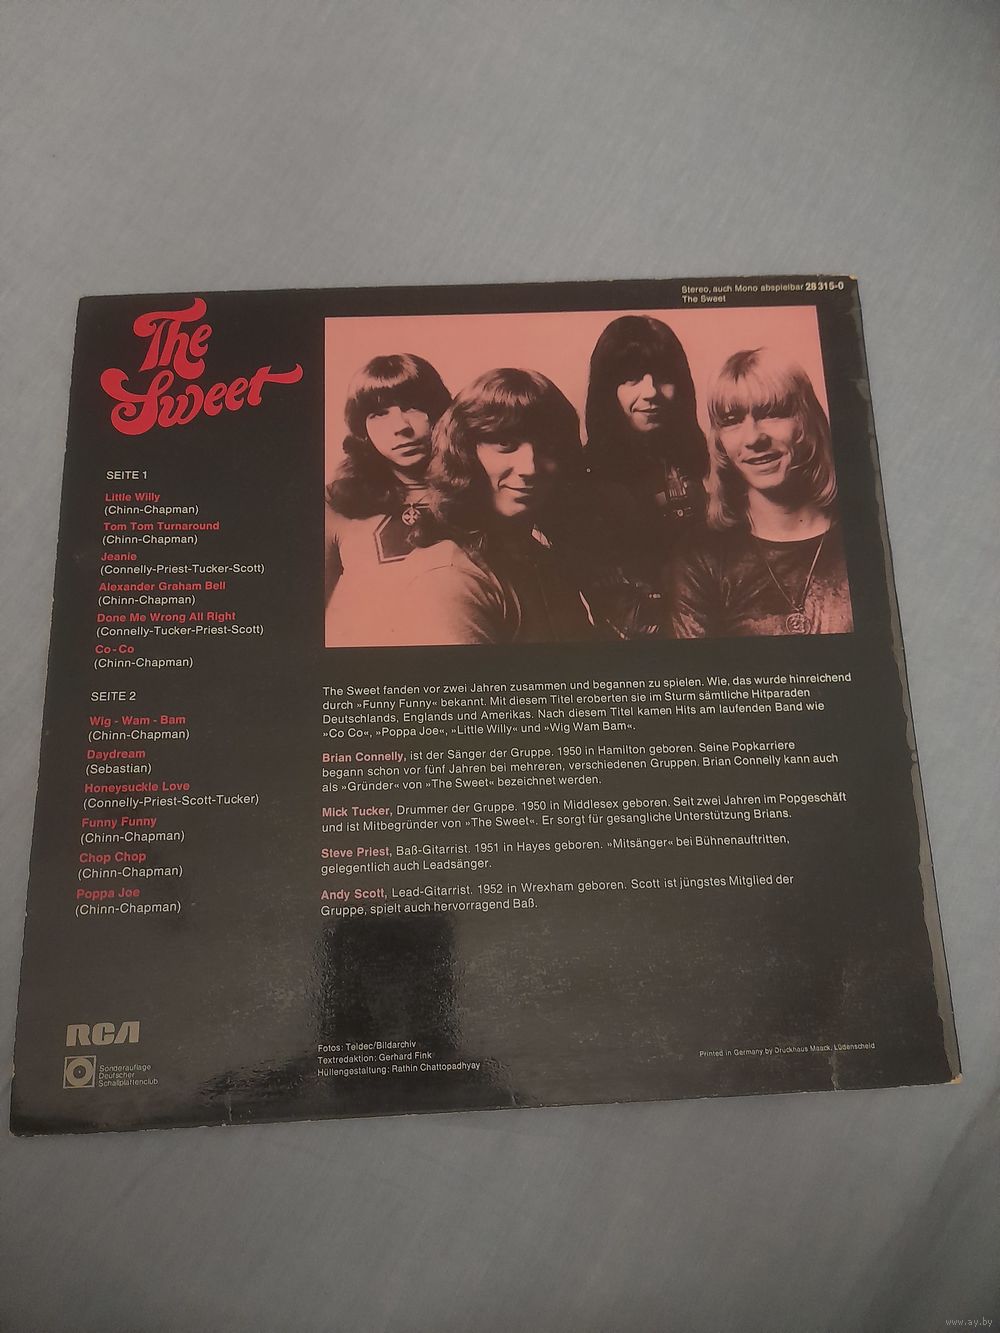 Stereo, auch Mono abspielbar 28 315-0
The Sweet
The
Sweet
SEITE 1
Little Willy
(Chinn-Chapman)
Tom Tom Turnaround
(Chinn-Chapman)
Jeanie
(Connelly-Priest-Tucker-Scott)
Alexander Graham Bell
(Chinn-Chapman)
Done Me Wrong All Right
(Connelly-Tucker-Priest-Scott)
Co-Co
(Chinn-Chapman)
SEITE 2
Wig - Wam - Bam
(Chinn-Chapman)
Daydream
(Sebastian)
Honeysuckle Love
(Connelly-Priest-Scott-Tucker)
Funny Funny
(Chinn-Chapman)
Chop Chop
(Chinn-Chapman)
Poppa Joe
(Chinn-Chapman)
The Sweet fanden vor zwei Jahren zusammen und begannen zu spielen. Wie, das wurde hinreichend
durch »Funny Funny« bekannt. Mit diesem Titel eroberten sie im Sturm sämtliche Hitparaden
Deutschlands, Englands und Amerikas. Nach diesem Titel kamen Hits am laufenden Band wie
»Co Co«, »Poppa Joe«, »Little Willy« und »Wig Wam Bam«.
Brian Connelly, ist der Sänger der Gruppe. 1950 in Hamilton geboren. Seine Popkarriere
begann schon vor fünf Jahren bei mehreren, verschiedenen Gruppen. Brian Connelly kann auch
als »Gründer« von »The Sweet« bezeichnet werden.
Mick Tucker, Drummer der Gruppe. 1950 in Middlesex geboren. Seit zwei Jahren im Popgeschäft
und ist Mitbegründer von »The Sweet«. Er sorgt für gesangliche Unterstützung Brians.
Steve Priest, Baß-Gitarrist. 1951 in Hayes geboren. »Mitsänger« bei Bühnenauftritten,
gelegentlich auch Leadsänger.
Andy Scott, Lead-Gitarrist. 1952 in Wrexham geboren. Scott ist jüngstes Mitglied der
Gruppe, spielt auch hervorragend Baß.
RCA
Sonderauflage
Deutscher
Schallplattenclub
Fotos: Teldec/Bildarchiv
Textredaktion: Gerhard Fink
Hüllengestaltung: Rathin Chattopadhyay
Printed in Germany by Druckhaus Maack, Lüdenscheid
www.ay.by